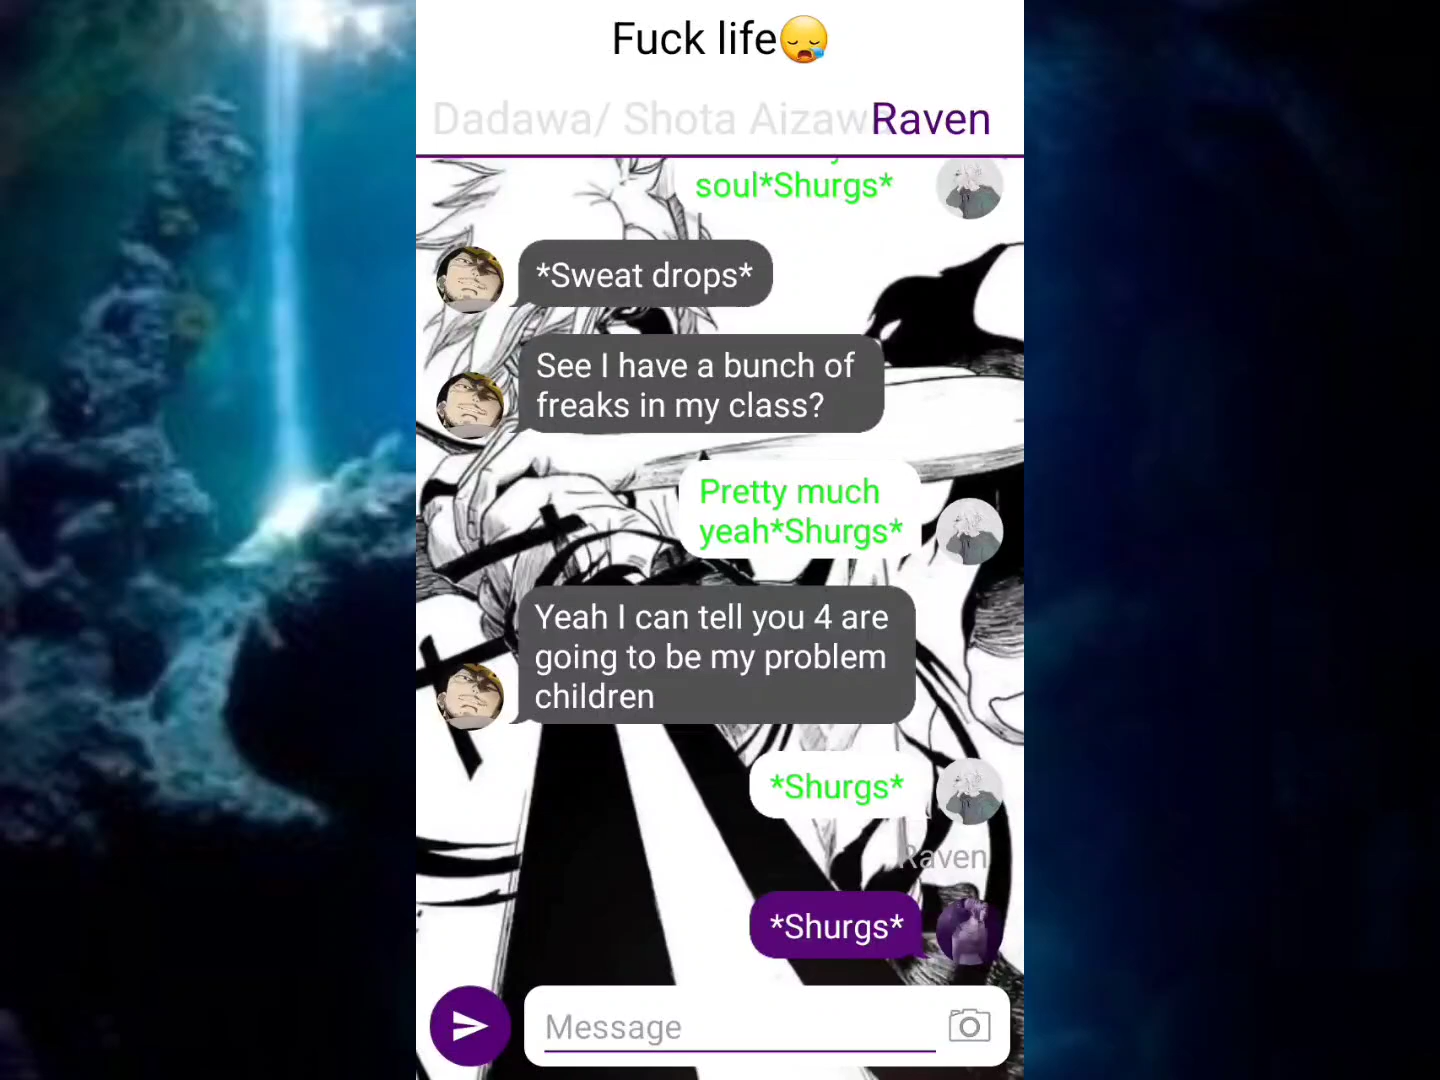 Fuck life😪
Dadawa/ Shota Aizaw
Raven
soul*Shurgs*
*Sweat drops*
See I have a bunch of
freaks in my class?
Pretty much
yeah*Shurgs*
Yeah I can tell you 4 are
going to be my problem
children
*Shurgs*
Raven
*Shurgs*
Message